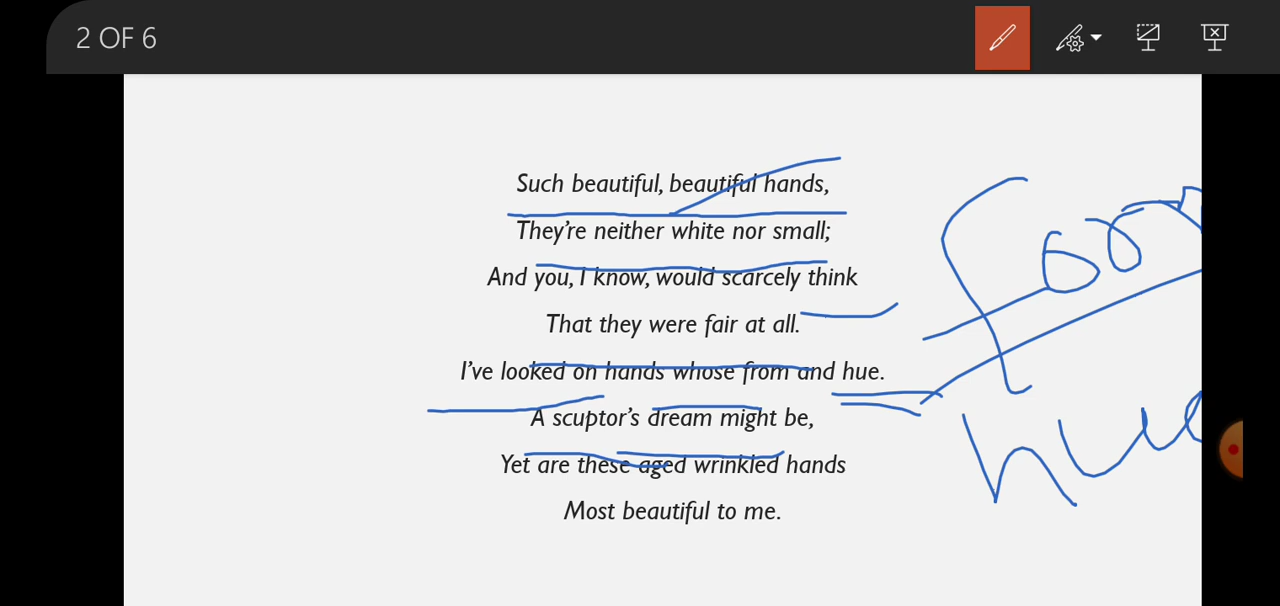 2 OF 6
Such beautiful, beautiful hands,
They're neither white nor small;
And you, I know, would scarcely think
That they were fair at all.
I've looked on hands whose from and hue.
A scuptor's dream might be,
Yet are these aged wrinkled hands
Most beautiful to me.